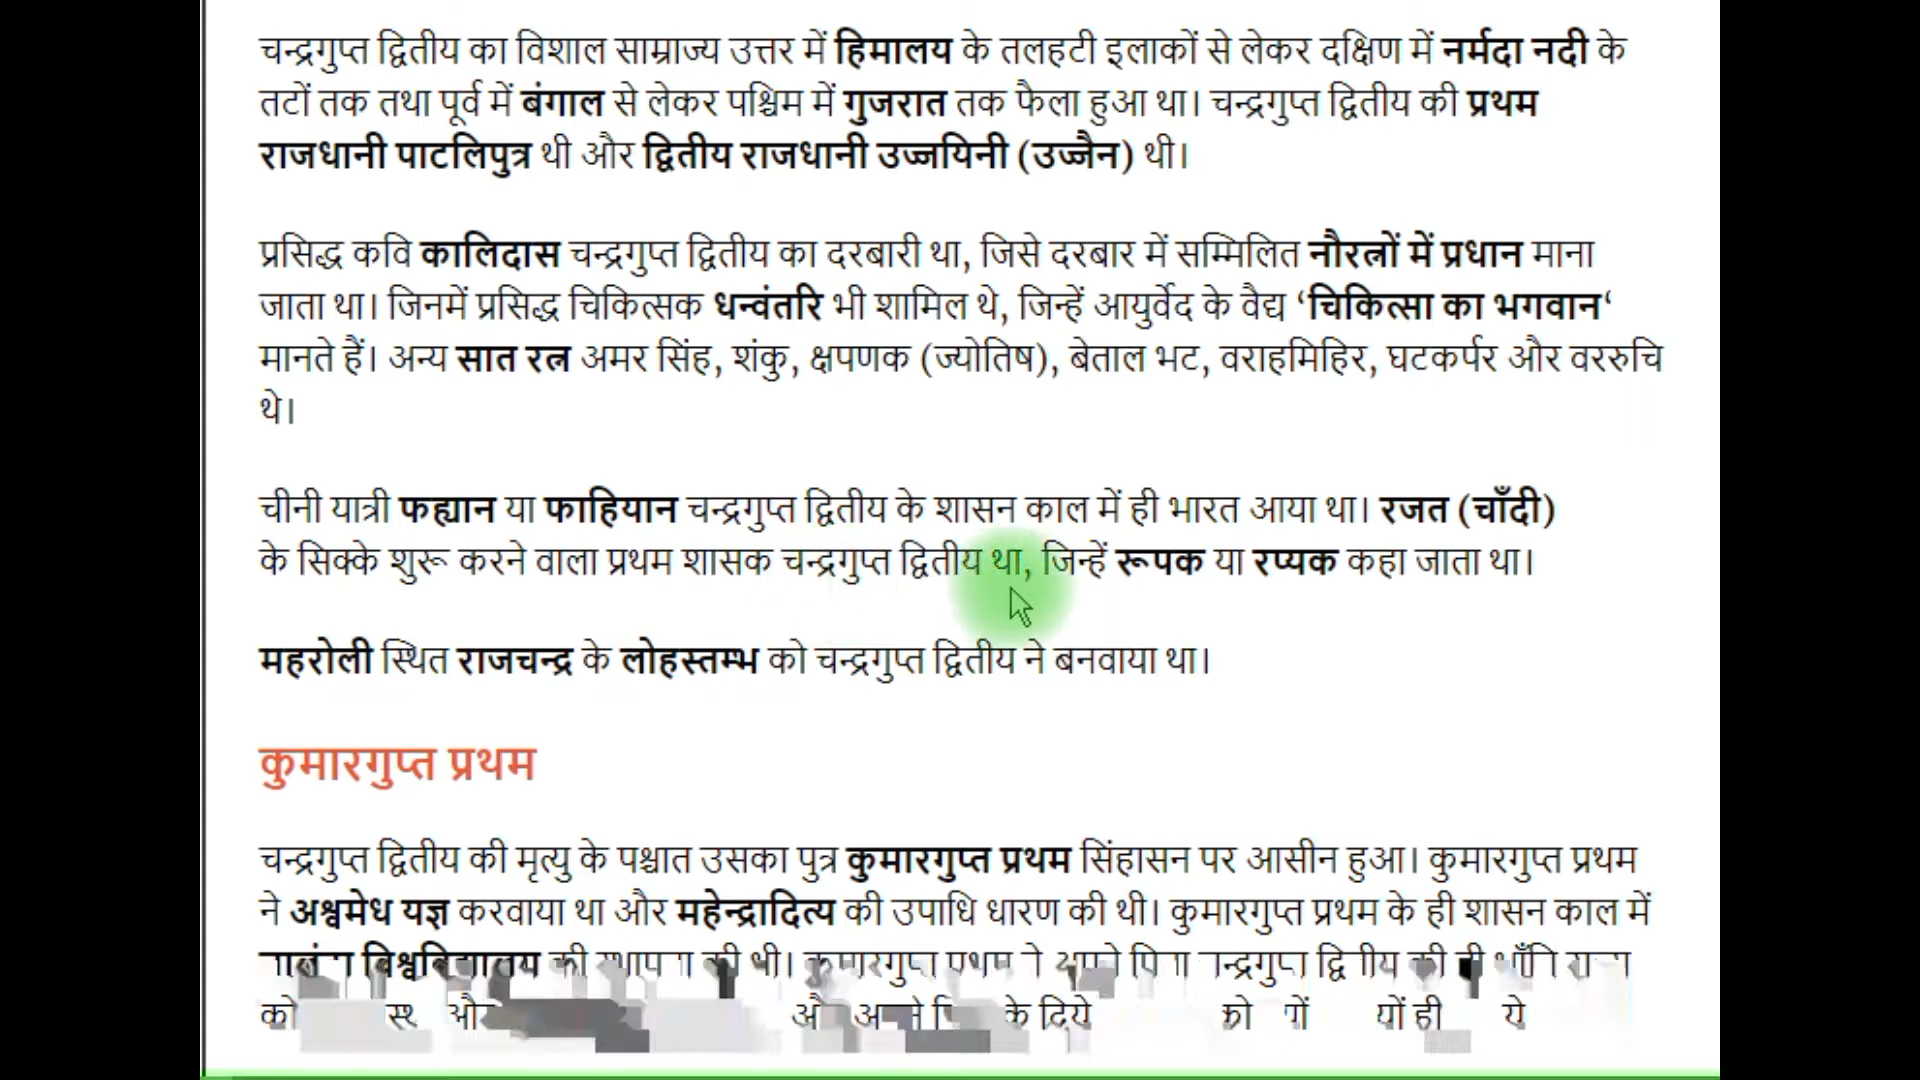 चन्द्रगुप्त द्वितीय का विशाल साम्राज्य उत्तर में हिमालय के तलहटी इलाकों से लेकर दक्षिण में नर्मदा नदी के
तटों तक तथा पूर्व में बंगाल से लेकर पश्चिम में गुजरात तक फैला हुआ था। चन्द्रगुप्त द्वितीय की प्रथम
राजधानी पाटलिपुत्र थी और द्वितीय राजधानी उज्जयिनी (उज्जैन) थी।
प्रसिद्ध कवि कालिदास चन्द्रगुप्त द्वितीय का दरबारी था, जिसे दरबार में सम्मिलित नौरत्नों में प्रधान माना
जाता था। जिनमें प्रसिद्ध चिकित्सक धन्वंतरि भी शामिल थे, जिन्हें आयुर्वेद के वैद्य ‘चिकित्सा का भगवान‘
मानते हैं। अन्य सात रत्न अमर सिंह, शंकु, क्षपणक (ज्योतिष), बेताल भट, वराहमिहिर, घटकर्पर और वररुचि
थे।
चीनी यात्री फह्यान या फाहियान चन्द्रगुप्त द्वितीय के शासन काल में ही भारत आया था। रजत (चाँदी)
के सिक्के शुरू करने वाला प्रथम शासक चन्द्रगुप्त द्वितीय था, जिन्हें रूपक या रप्यक कहा जाता था।
महरोली स्थित राजचन्द्र के लोहस्तम्भ को चन्द्रगुप्त द्वितीय ने बनवाया था।
कुमारगुप्त प्रथम
चन्द्रगुप्त द्वितीय की मृत्यु के पश्चात उसका पुत्र कुमारगुप्त प्रथम सिंहासन पर आसीन हुआ। कुमारगुप्त प्रथम
ने अश्वमेध यज्ञ करवाया था और महेन्द्रादित्य की उपाधि धारण की थी। कुमारगुप्त प्रथम के ही शासन काल में
विश्वविद्यालय की थी। कुमारगुप्त प्रथम ने द्वितीय की ही
के दिये